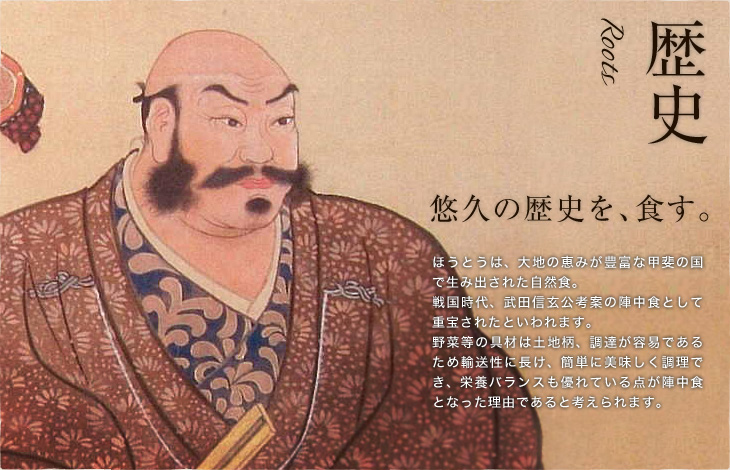 歴史
Roots
悠久の歴史を、食す。
ほうとうは、大地の恵みが豊富な甲斐の国
で生み出された自然食。
戦国時代、武田信玄公考案の陣中食として
重宝されたといわれます。
野菜等の具材は土地柄、調達が容易である
ため輸送性に長け、簡単に美味しく調理で
き、栄養バランスも優れている点が陣中食
となった理由であると考えられます。